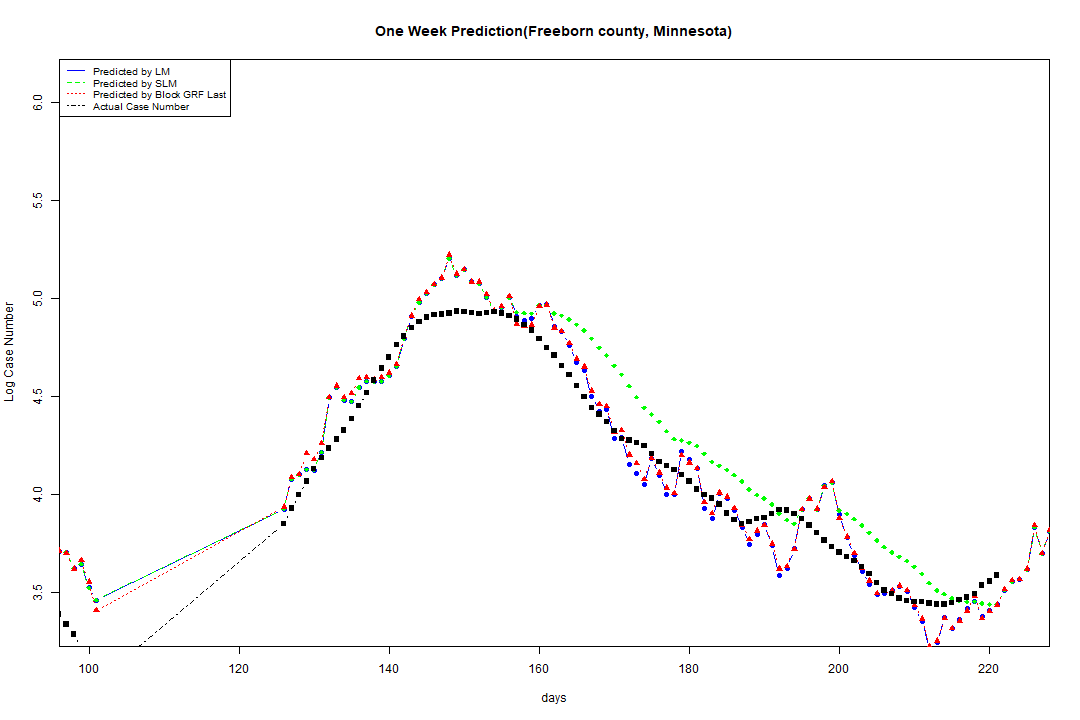 One Week Prediction(Freeborn county, Minnesota)
Predicted by LM
Predicted by SLM
Predicted by Block GRF Last
Actual Case Number
6.0
5.5
5.0
4.5
4.0
3.5
Log Case Number
100 120 140 160 180 200 220
days